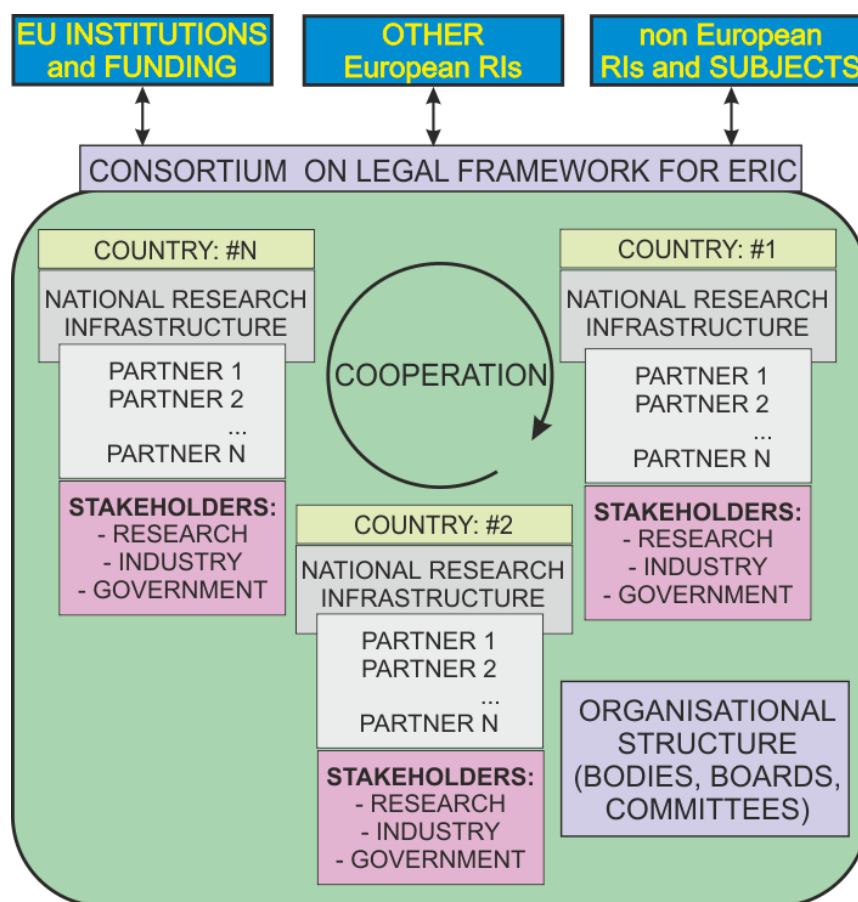 EU INSTITUTIONS
and FUNDING
OTHER
European RIs
non European
RIs and SUBJECTS
CONSORTIUM ON LEGAL FRAMEWORK FOR ERIC
COUNTRY: #N
NATIONAL RESEARCH
INFRASTRUCTURE
PARTNER 1
PARTNER 2
...
PARTNER N
STAKEHOLDERS:
- RESEARCH
- INDUSTRY
- GOVERNMENT
COOPERATION
COUNTRY: #1
NATIONAL RESEARCH
INFRASTRUCTURE
PARTNER 1
PARTNER 2
...
PARTNER N
STAKEHOLDERS:
- RESEARCH
- INDUSTRY
- GOVERNMENT
COUNTRY: #2
NATIONAL RESEARCH
INFRASTRUCTURE
PARTNER 1
PARTNER 2
...
PARTNER N
STAKEHOLDERS:
- RESEARCH
- INDUSTRY
- GOVERNMENT
ORGANISATIONAL
STRUCTURE
(BODIES, BOARDS,
COMMITTEES)